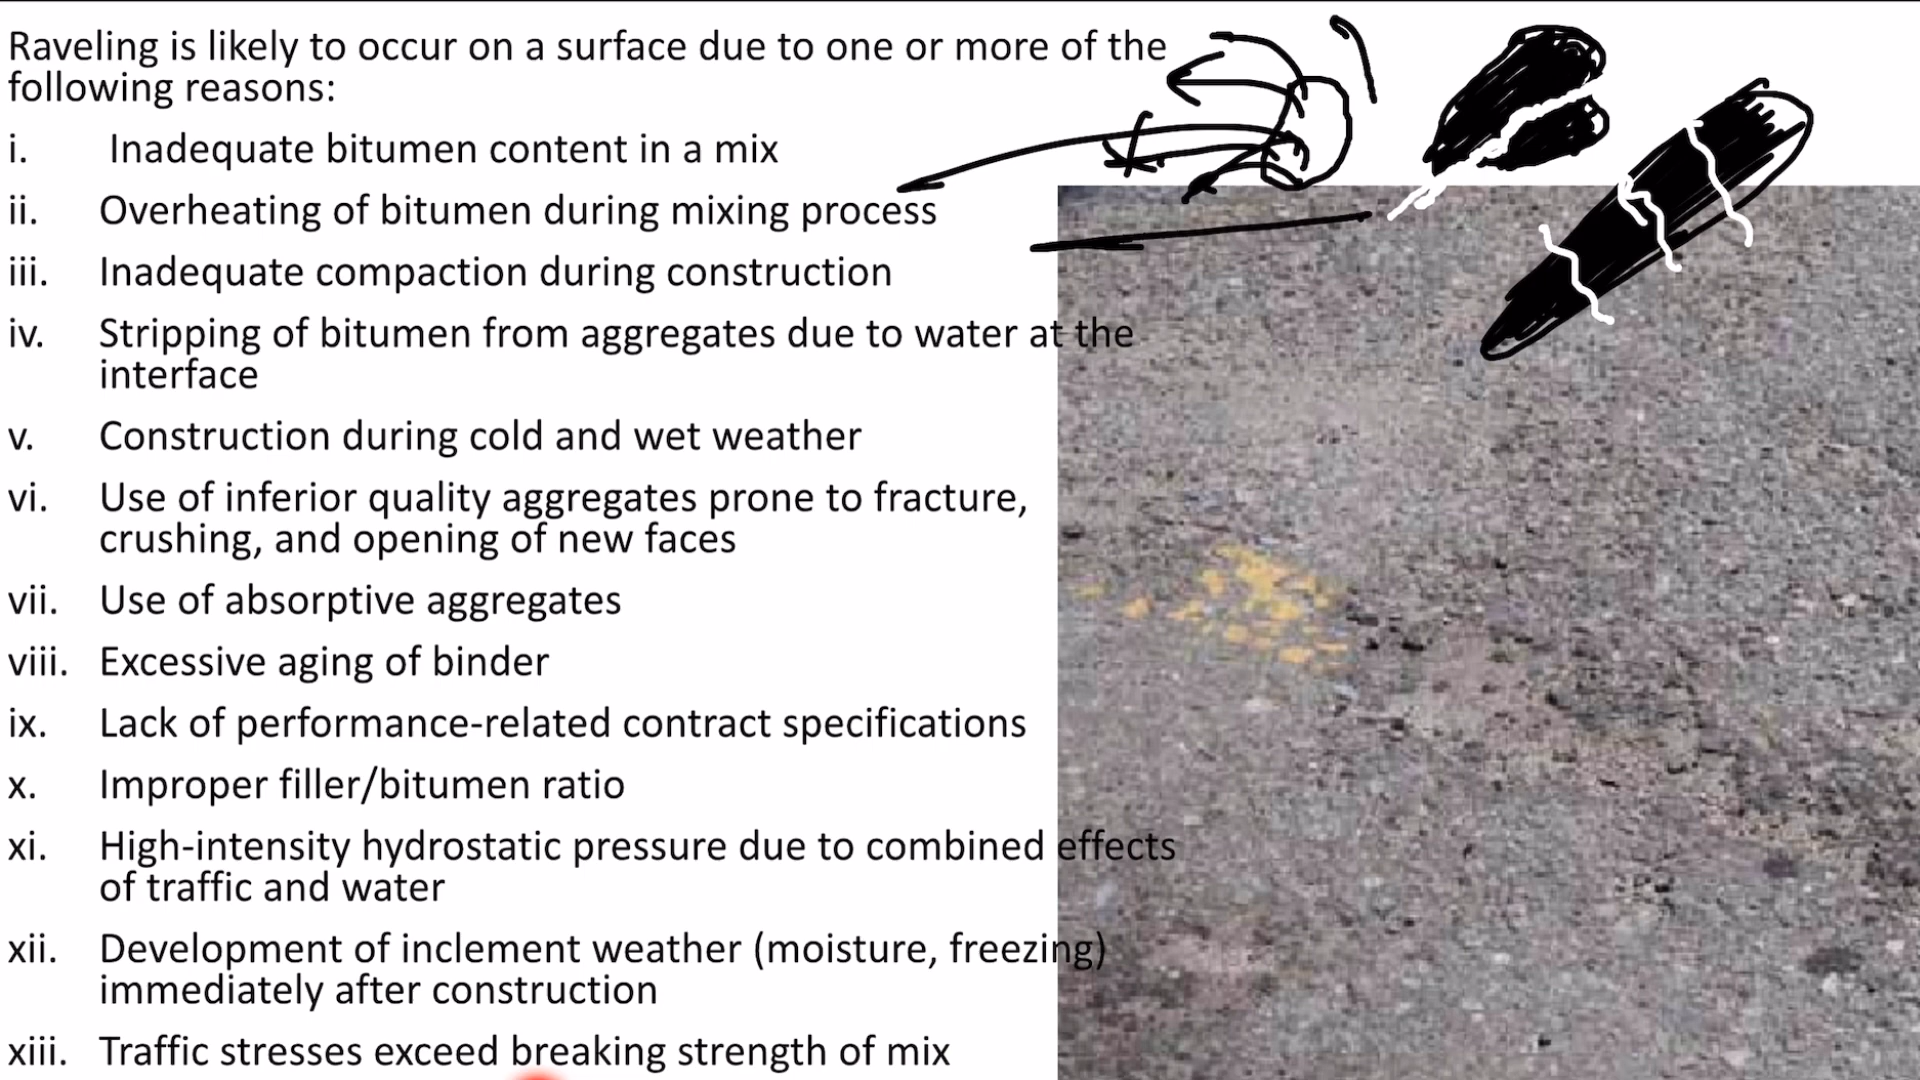 Raveling is likely to occur on a surface due to one or more of the
following reasons:
i. Inadequate bitumen content in a mix
ii. Overheating of bitumen during mixing process
iii. Inadequate compaction during construction
iv. Stripping of bitumen from aggregates due to water at the
interface
v. Construction during cold and wet weather
vi. Use of inferior quality aggregates prone to fracture,
crushing, and opening of new faces
vii. Use of absorptive aggregates
viii. Excessive aging of binder
ix. Lack of performance-related contract specifications
x. Improper filler/bitumen ratio
xi. High-intensity hydrostatic pressure due to combined effects
of traffic and water
xii. Development of inclement weather (moisture, freezing)
immediately after construction
xiii. Traffic stresses exceed breaking strength of mix